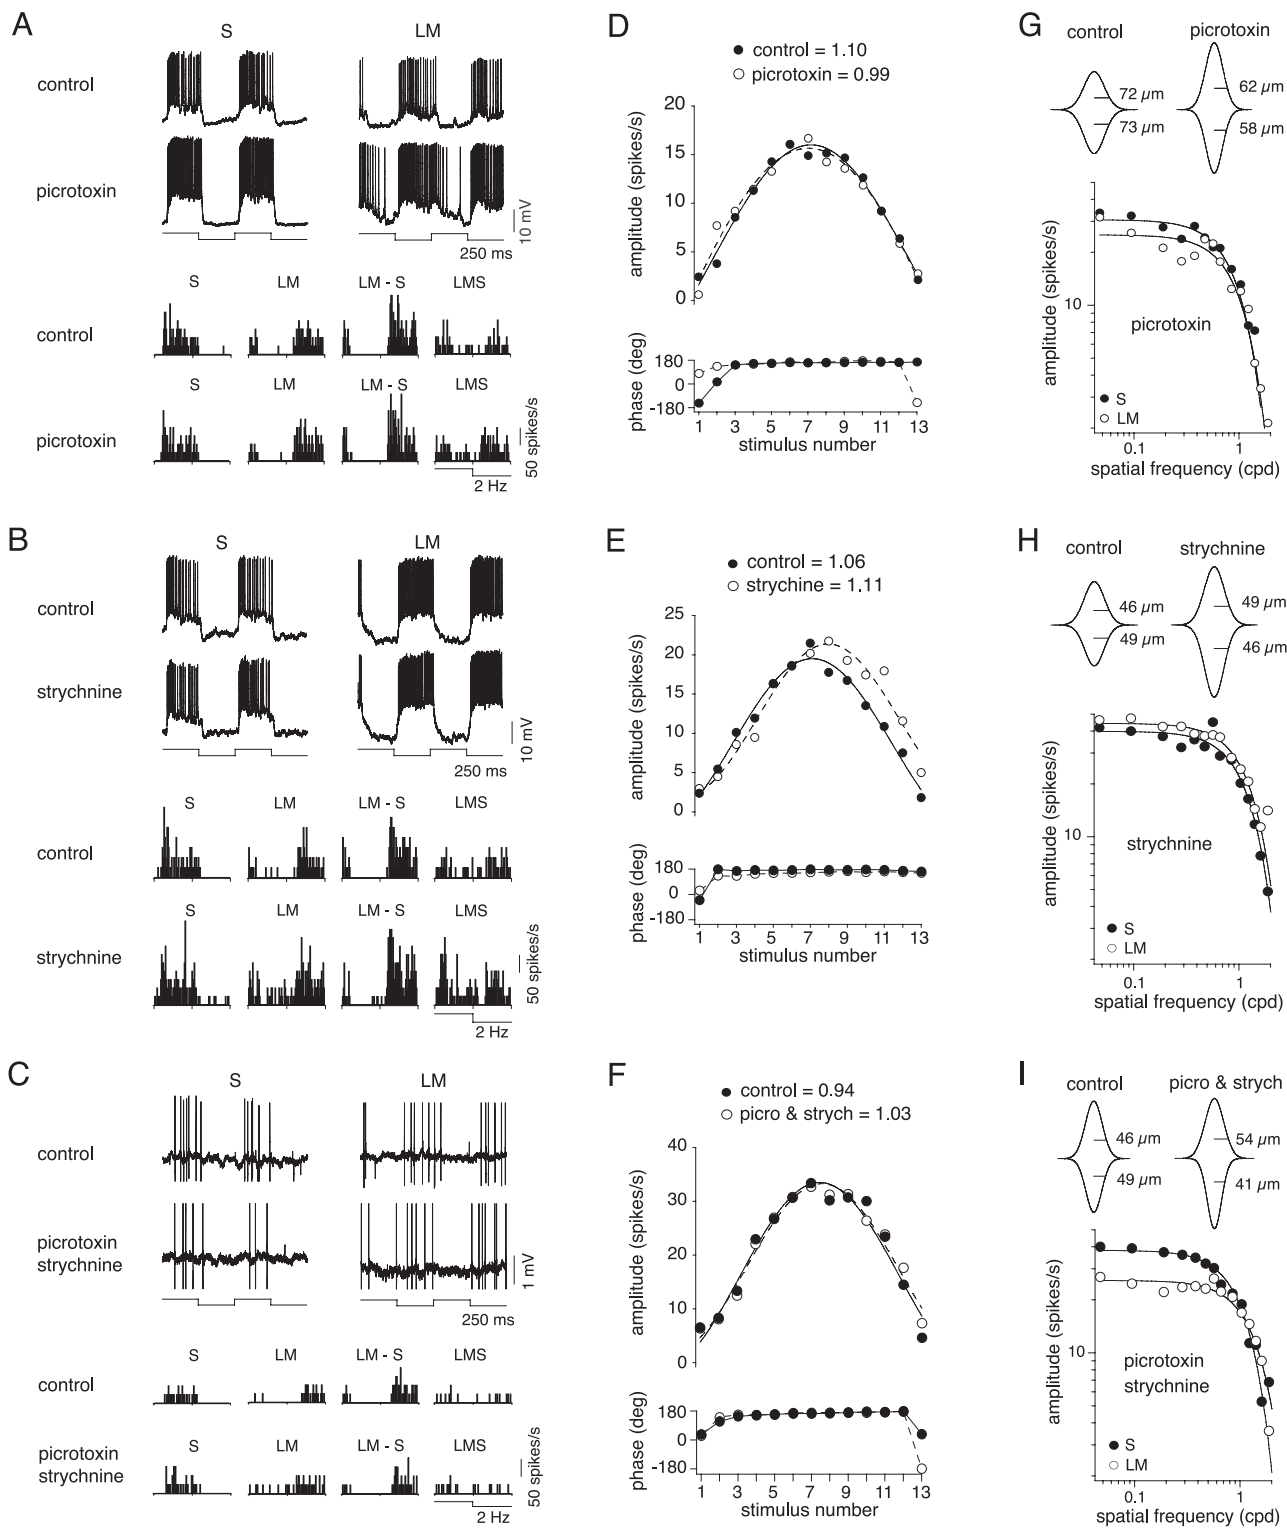 A
S
LM
control
picrotoxin
10 mV
250 ms
S
LM
LM - S
LMS
control
S
LM
LM - S
LMS
picrotoxin
50 spikes/s
2 Hz
D
control = 1.10
picrotoxin = 0.99
20
15
10
5
0
amplitude (spikes/s)
180
0
-180
phase (deg)
1
3
5
7
9
11
13
stimulus number
G
control
picrotoxin
72 µm
73 µm
62 µm
58 µm
amplitude (spikes/s)
10
picrotoxin
S
LM
0.1
1
spatial frequency (cpd)
B
S
LM
control
strychnine
10 mV
250 ms
S
LM
LM - S
LMS
control
S
LM
LM - S
LMS
strychnine
50 spikes/s
2 Hz
E
control = 1.06
strychine = 1.11
25
20
15
10
5
0
amplitude (spikes/s)
180
0
-180
phase (deg)
1
3
5
7
9
11
13
stimulus number
H
control
strychnine
46 µm
49 µm
49 µm
46 µm
amplitude (spikes/s)
10
strychnine
S
LM
0.1
1
spatial frequency (cpd)
C
S
LM
control
picrotoxin
strychnine
1 mV
250 ms
S
LM
LM - S
LMS
control
S
LM
LM - S
LMS
picrotoxin
strychnine
50 spikes/s
2 Hz
F
control = 0.94
picro & strych = 1.03
40
30
20
10
0
amplitude (spikes/s)
180
0
-180
phase (deg)
1
3
5
7
9
11
13
stimulus number
I
control
picro & strych
46 µm
49 µm
54 µm
41 µm
amplitude (spikes/s)
10
picrotoxin
strychnine
S
LM
0.1
1
spatial frequency (cpd)